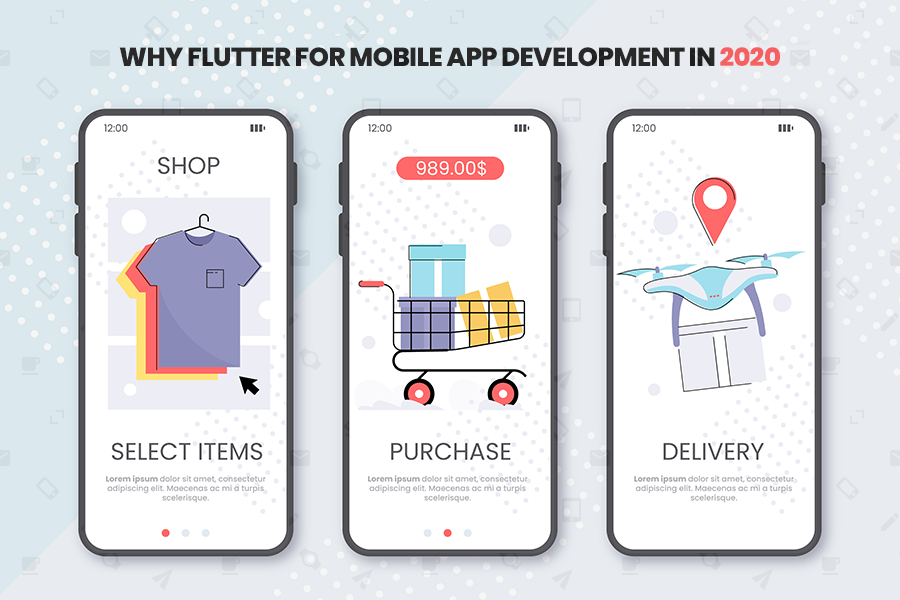 WHY FLUTTER FOR MOBILE APP DEVELOPMENT IN 2020
12:00
SHOP
SELECT ITEMS
Lorem ipsum dolor sit amet, consectetur
adipiscing elit. Maecenas ac mi a turpis
scelerisque.
12:00
989.00$
PURCHASE
Lorem ipsum dolor sit amet, consectetur
adipiscing elit. Maecenas ac mi a turpis
scelerisque.
12:00
DELIVERY
Lorem ipsum dolor sit amet, consectetur
adipiscing elit. Maecenas ac mi a turpis
scelerisque.